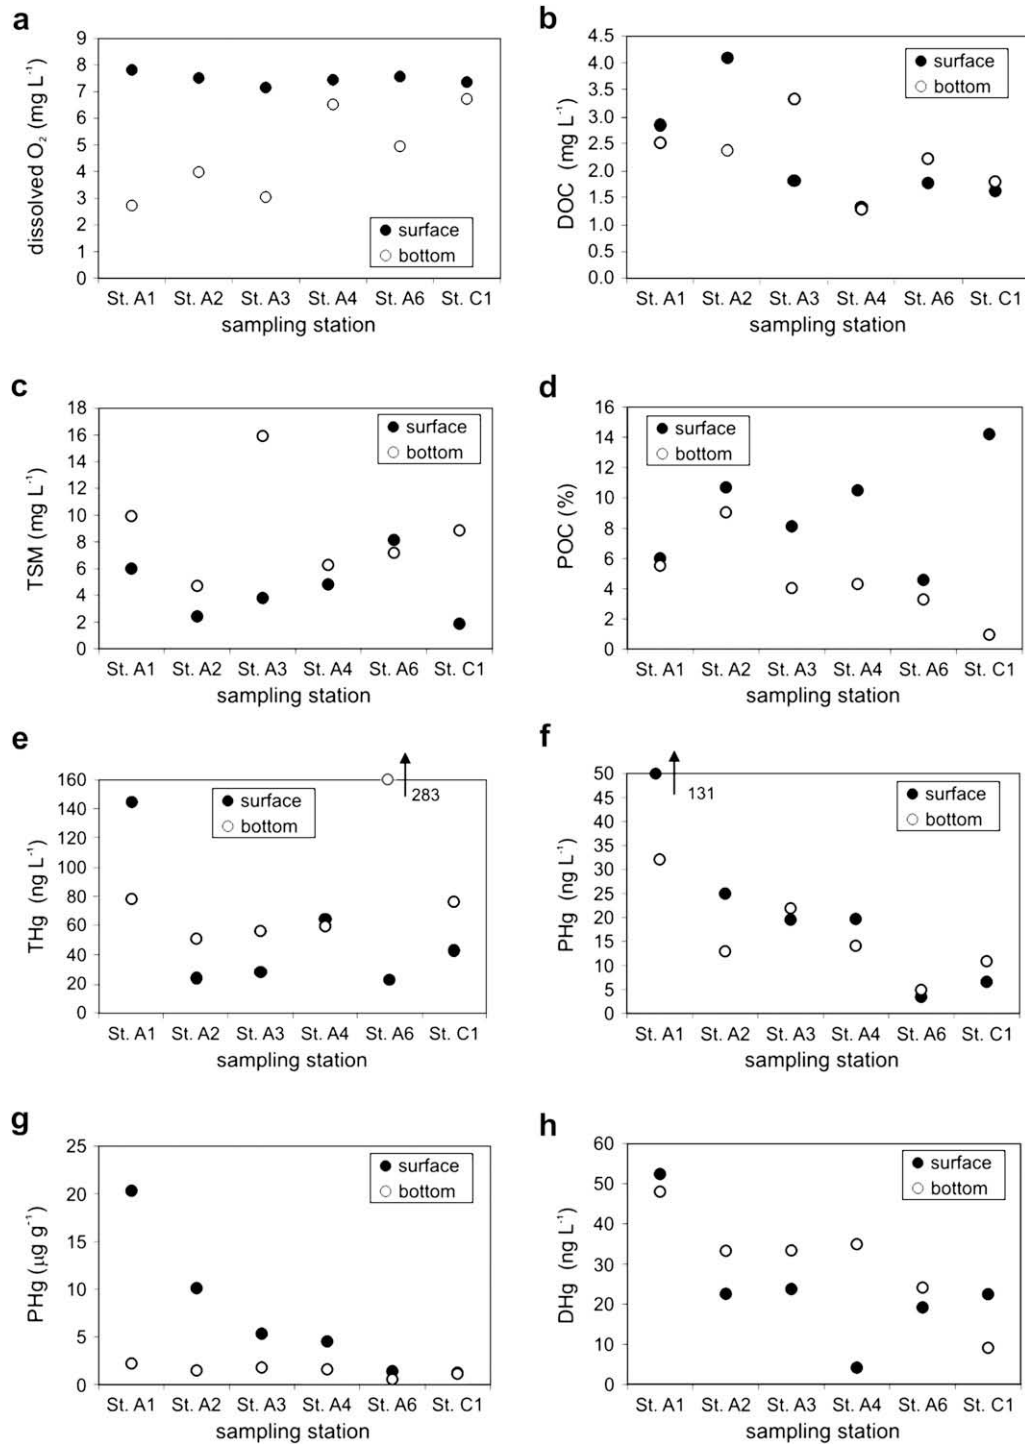 a
dissolved O₂ (mg L⁻¹)
9
8
7
6
5
4
3
2
1
0
surface
bottom
St. A1 St. A2 St. A3 St. A4 St. A6 St. C1
sampling station
b
DOC (mg L⁻¹)
4.5
4.0
3.5
3.0
2.5
2.0
1.5
1.0
0.5
0.0
surface
bottom
St. A1 St. A2 St. A3 St. A4 St. A6 St. C1
sampling station
c
TSM (mg L⁻¹)
18
16
14
12
10
8
6
4
2
0
surface
bottom
St. A1 St. A2 St. A3 St. A4 St. A6 St. C1
sampling station
d
POC (%)
16
14
12
10
8
6
4
2
0
surface
bottom
St. A1 St. A2 St. A3 St. A4 St. A6 St. C1
sampling station
e
THg (ng L⁻¹)
160
140
120
100
80
60
40
20
0
surface
bottom
283
St. A1 St. A2 St. A3 St. A4 St. A6 St. C1
sampling station
f
PHg (ng L⁻¹)
50
45
40
35
30
25
20
15
10
5
0
131
surface
bottom
St. A1 St. A2 St. A3 St. A4 St. A6 St. C1
sampling station
g
PHg (µg g⁻¹)
25
20
15
10
5
0
surface
bottom
St. A1 St. A2 St. A3 St. A4 St. A6 St. C1
sampling station
h
DHg (ng L⁻¹)
60
50
40
30
20
10
0
surface
bottom
St. A1 St. A2 St. A3 St. A4 St. A6 St. C1
sampling station